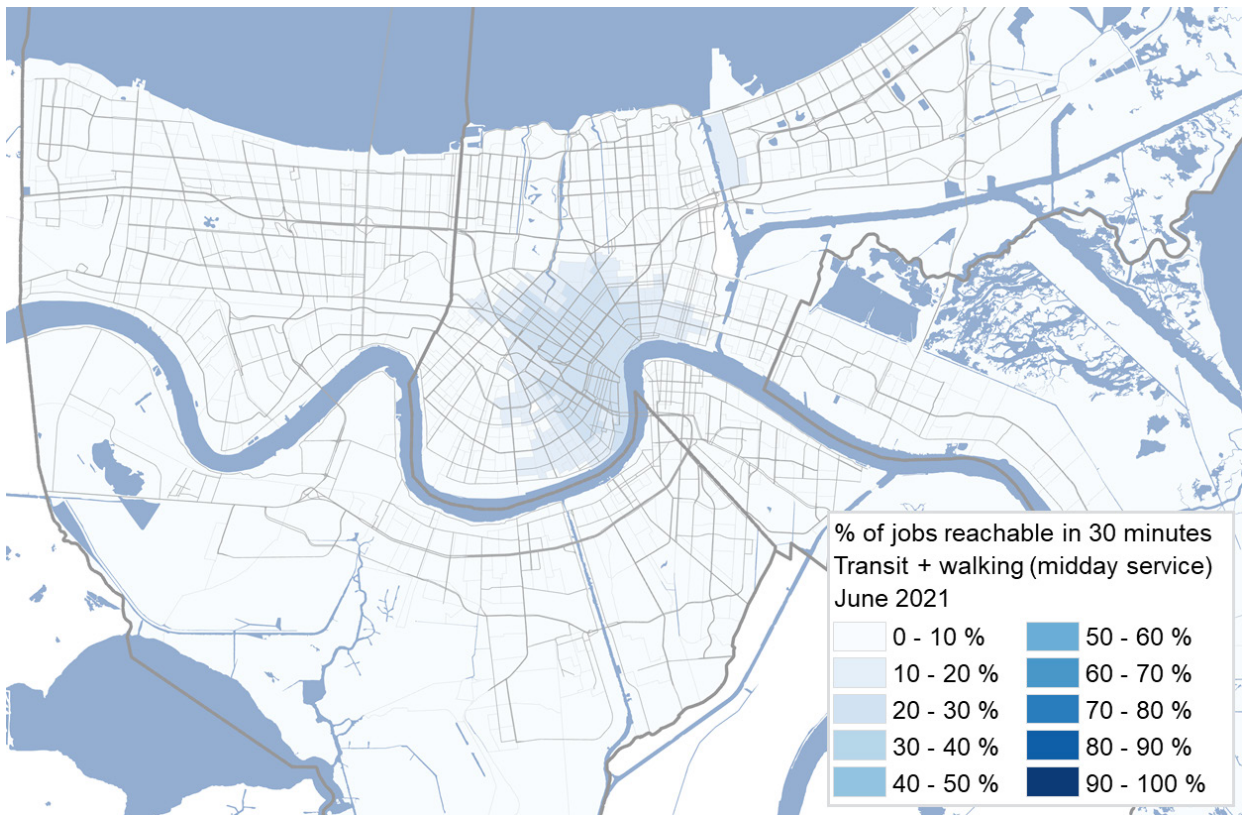 % of jobs reachable in 30 minutes
Transit + walking (midday service)
June 2021
0 - 10 %
10 - 20 %
20 - 30 %
30 - 40 %
40 - 50 %
50 - 60 %
60 - 70 %
70 - 80 %
80 - 90 %
90 - 100 %